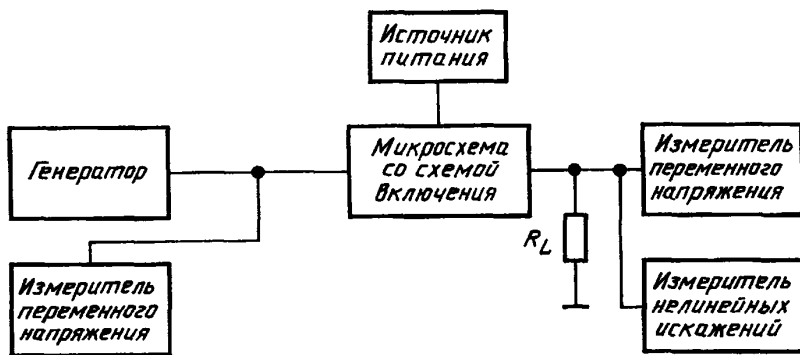 Источник
питания
Генератор
Микросхема
со схемой
включения
Измеритель
переменного
напряжения
R_L
Измеритель
переменного
напряжения
Измеритель
нелинейных
искажений